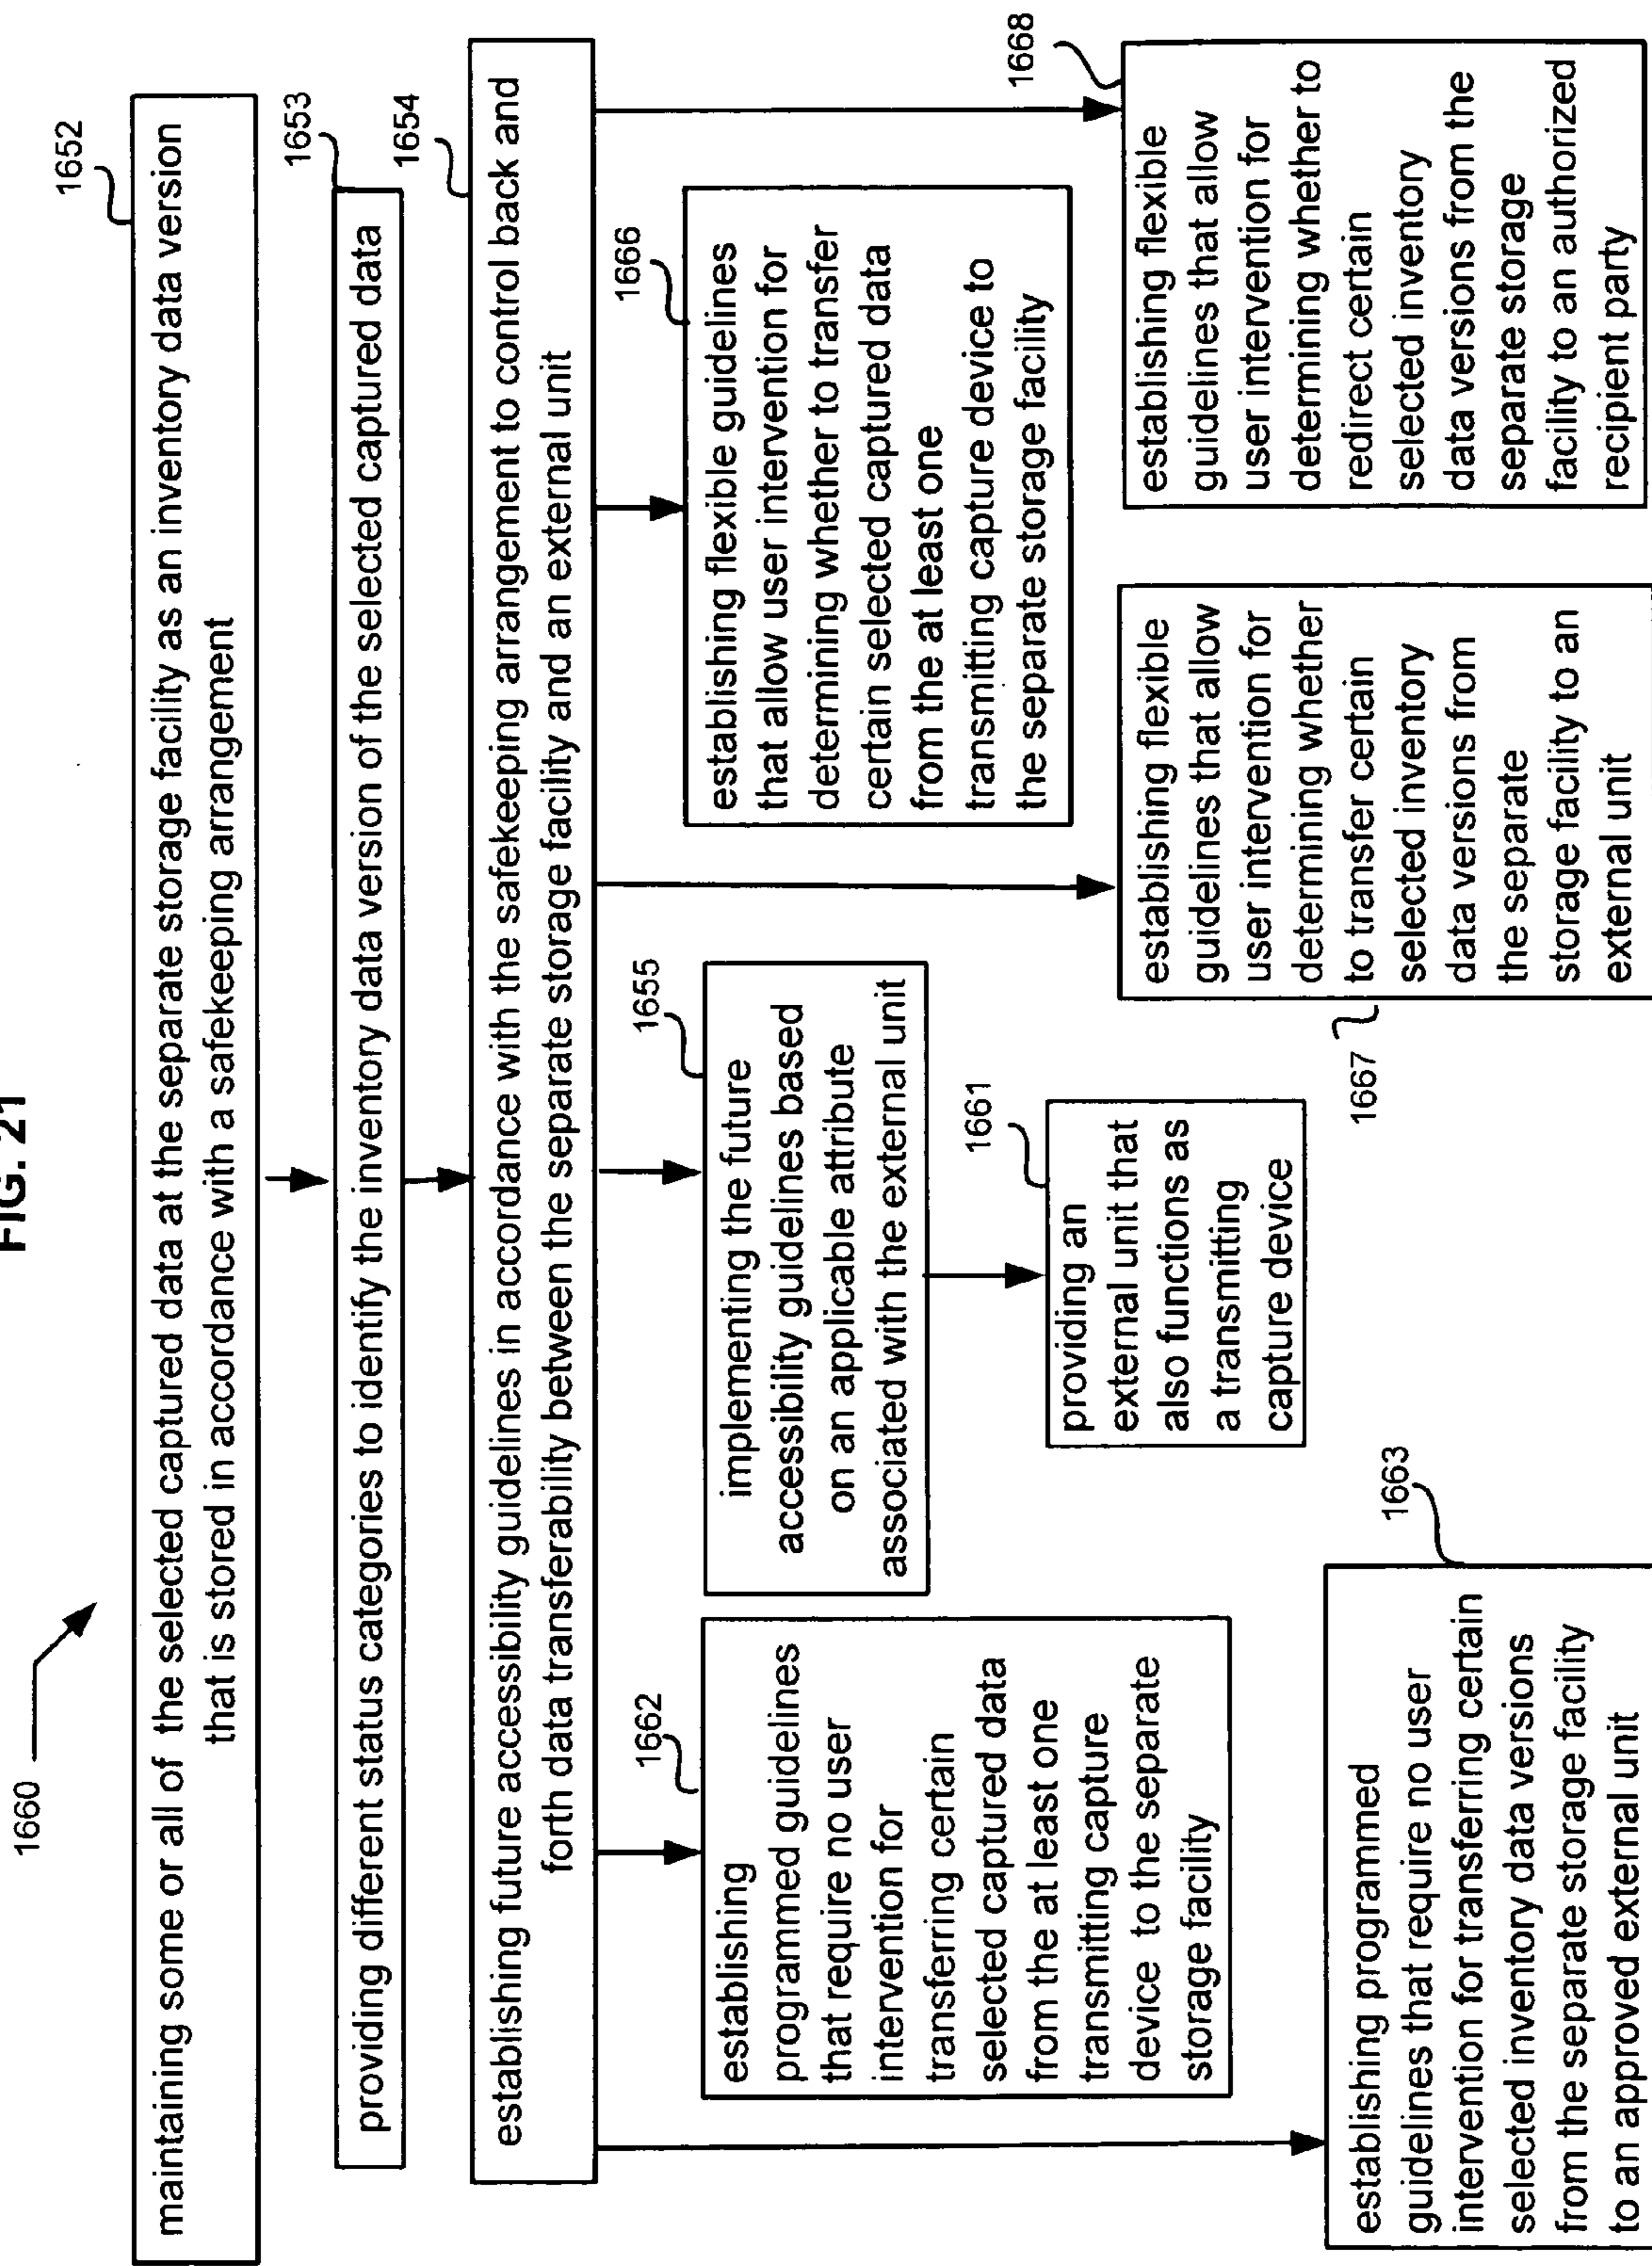 FIG. 21
1660
1652
maintaining some or all of the selected captured data at the separate storage facility as an inventory data version
that is stored in accordance with a safekeeping arrangement
1653
providing different status categories to identify the inventory data version of the selected captured data
1654
establishing future accessibility guidelines in accordance with the safekeeping arrangement to control back and
forth data transferability between the separate storage facility and an external unit
1662
establishing
programmed guidelines
that require no user
intervention for
transferring certain
selected captured data
from the at least one
transmitting capture
device to the separate
storage facility
1655
implementing the future
accessibility guidelines based
on an applicable attribute
associated with the external unit
1666
establishing flexible guidelines
that allow user intervention for
determining whether to transfer
certain selected captured data
from the at least one
transmitting capture device to
the separate storage facility
1661
providing an
external unit that
also functions as
a transmitting
capture device
1663
establishing programmed
guidelines that require no user
intervention for transferring certain
selected inventory data versions
from the separate storage facility
to an approved external unit
1667
establishing flexible
guidelines that allow
user intervention for
determining whether
to transfer certain
selected inventory
data versions from
the separate
storage facility to an
external unit
1668
establishing flexible
guidelines that allow
user intervention for
determining whether to
redirect certain
selected inventory
data versions from the
separate storage
facility to an authorized
recipient party